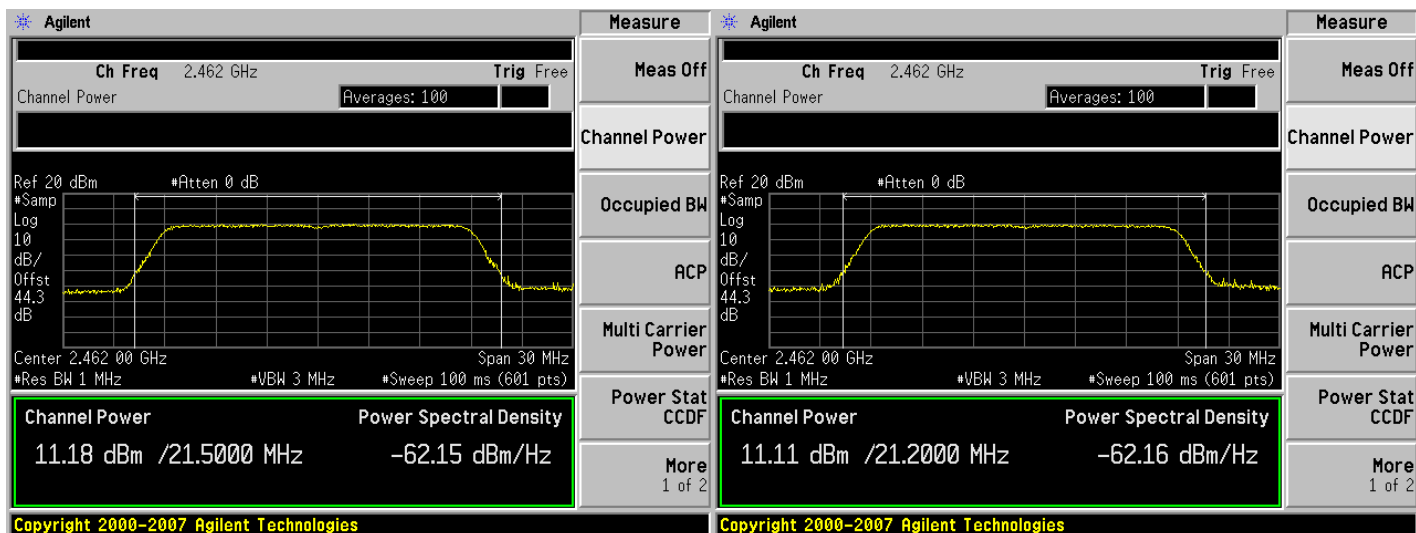 Agilent
Measure
Ch Freq 2.462 GHz Trig Free
Meas Off
Channel Power Averages: 100
Channel Power
Ref 20 dBm #Atten 0 dB
#Samp
Log
10
dB/
Offst
44.3
dB
Occupied BW
ACP
Multi Carrier
Power
Center 2.462 00 GHz Span 30 MHz
#Res BW 1 MHz #VBW 3 MHz #Sweep 100 ms (601 pts)
Power Stat
CCDF
Channel Power Power Spectral Density
11.18 dBm /21.5000 MHz -62.15 dBm/Hz
More
1 of 2
Copyright 2000-2007 Agilent Technologies
Agilent
Measure
Ch Freq 2.462 GHz Trig Free
Meas Off
Channel Power Averages: 100
Channel Power
Ref 20 dBm #Atten 0 dB
#Samp
Log
10
dB/
Offst
44.3
dB
Occupied BW
ACP
Multi Carrier
Power
Center 2.462 00 GHz Span 30 MHz
#Res BW 1 MHz #VBW 3 MHz #Sweep 100 ms (601 pts)
Power Stat
CCDF
Channel Power Power Spectral Density
11.11 dBm /21.2000 MHz -62.16 dBm/Hz
More
1 of 2
Copyright 2000-2007 Agilent Technologies